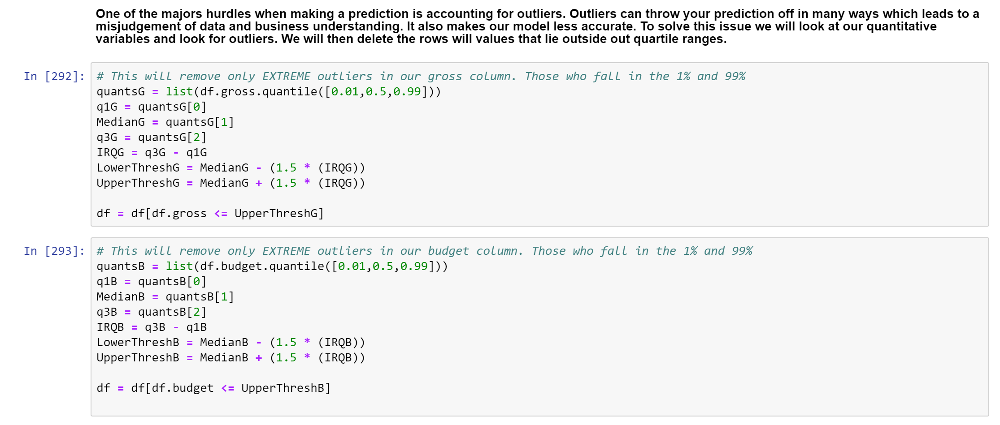 One of the majors hurdles when making a prediction is accounting for outliers. Outliers can throw your prediction off in many ways which leads to a
misjudgement of data and business understanding. It also makes our model less accurate. To solve this issue we will look at our quantitative
variables and look for outliers. We will then delete the rows will values that lie outside out quartile ranges.
In [292]: # This will remove only EXTREME outliers in our gross column. Those who fall in the 1% and 99%
quantsG = list(df.gross.quantile([0.01,0.5,0.99]))
q1G = quantsG[0]
MedianG = quantsG[1]
q3G = quantsG[2]
IRQG = q3G - q1G
LowerThreshG = MedianG - (1.5 * (IRQG))
UpperThreshG = MedianG + (1.5 * (IRQG))
df = df[df.gross <= UpperThreshG]
In [293]: # This will remove only EXTREME outliers in our budget column. Those who fall in the 1% and 99%
quantsB = list(df.budget.quantile([0.01,0.5,0.99]))
q1B = quantsB[0]
MedianB = quantsB[1]
q3B = quantsB[2]
IRQB = q3B - q1B
LowerThreshB = MedianB - (1.5 * (IRQB))
UpperThreshB = MedianB + (1.5 * (IRQB))
df = df[df.budget <= UpperThreshB]